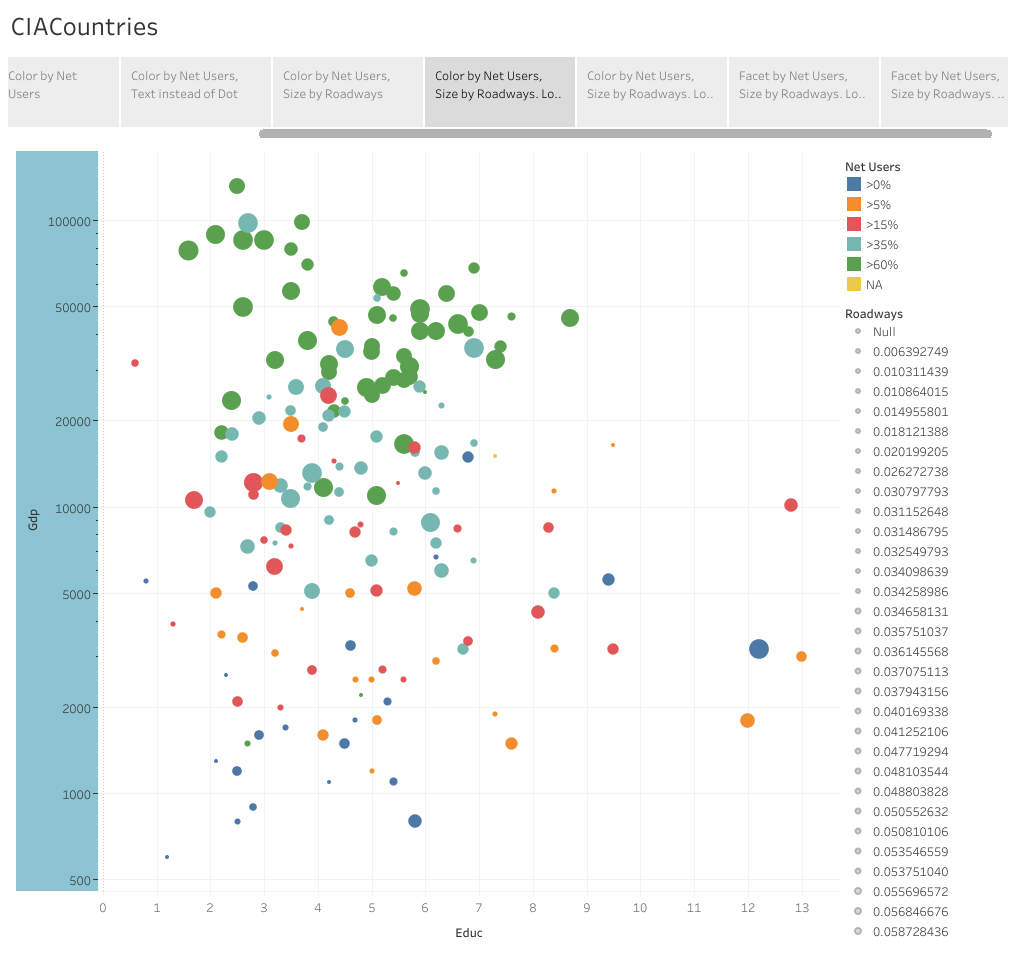 CIACountries
Color by Net
Users
Color by Net Users,
Text instead of Dot
Color by Net Users,
Size by Roadways
Color by Net Users,
Size by Roadways. Lo..
Color by Net Users,
Size by Roadways. Lo..
Facet by Net Users,
Size by Roadways. Lo..
Facet by Net Users,
Size by Roadways. ..
Gdp
100000
50000
20000
10000
5000
2000
1000
500
0 1 2 3 4 5 6 7 8 9 10 11 12 13
Educ
Net Users
>0%
>5%
>15%
>35%
>60%
NA
Roadways
Null
0.006392749
0.010311439
0.010864015
0.014955801
0.018121388
0.020199205
0.026272738
0.030797793
0.031152648
0.031486795
0.032549793
0.034098639
0.034258986
0.034658131
0.035751037
0.036145568
0.037075113
0.037943156
0.040169338
0.041252106
0.047719294
0.048103544
0.048803828
0.050552632
0.050810106
0.053546559
0.053751040
0.055696572
0.056846676
0.058728436